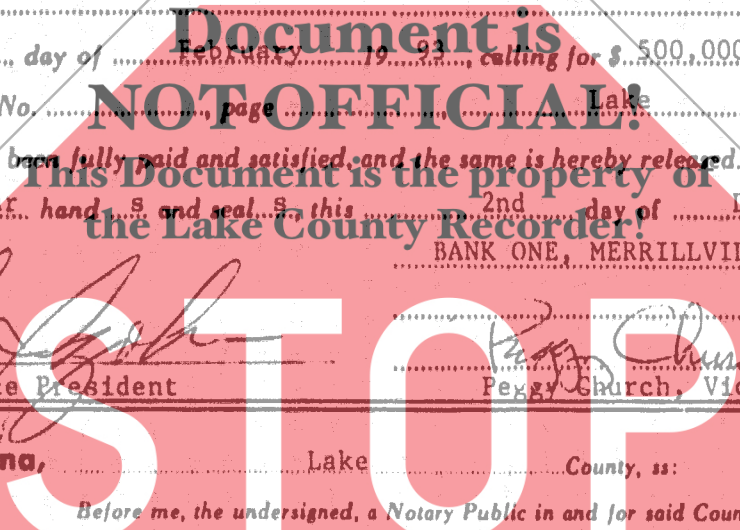 Document is
day of February 19 93, calling for $ 500,000
NOT OFFICIAL!
No. , page , Lake
been fully paid and satisfied, and the same is hereby released.
This Document is the property of
hand s and seal s, this 2nd day of
the Lake County Recorder!
BANK ONE, MERRILLVIL
STOP
President
Peggy Church, Vic
na, Lake County, ss:
Before me, the undersigned, a Notary Public in and for said Coun